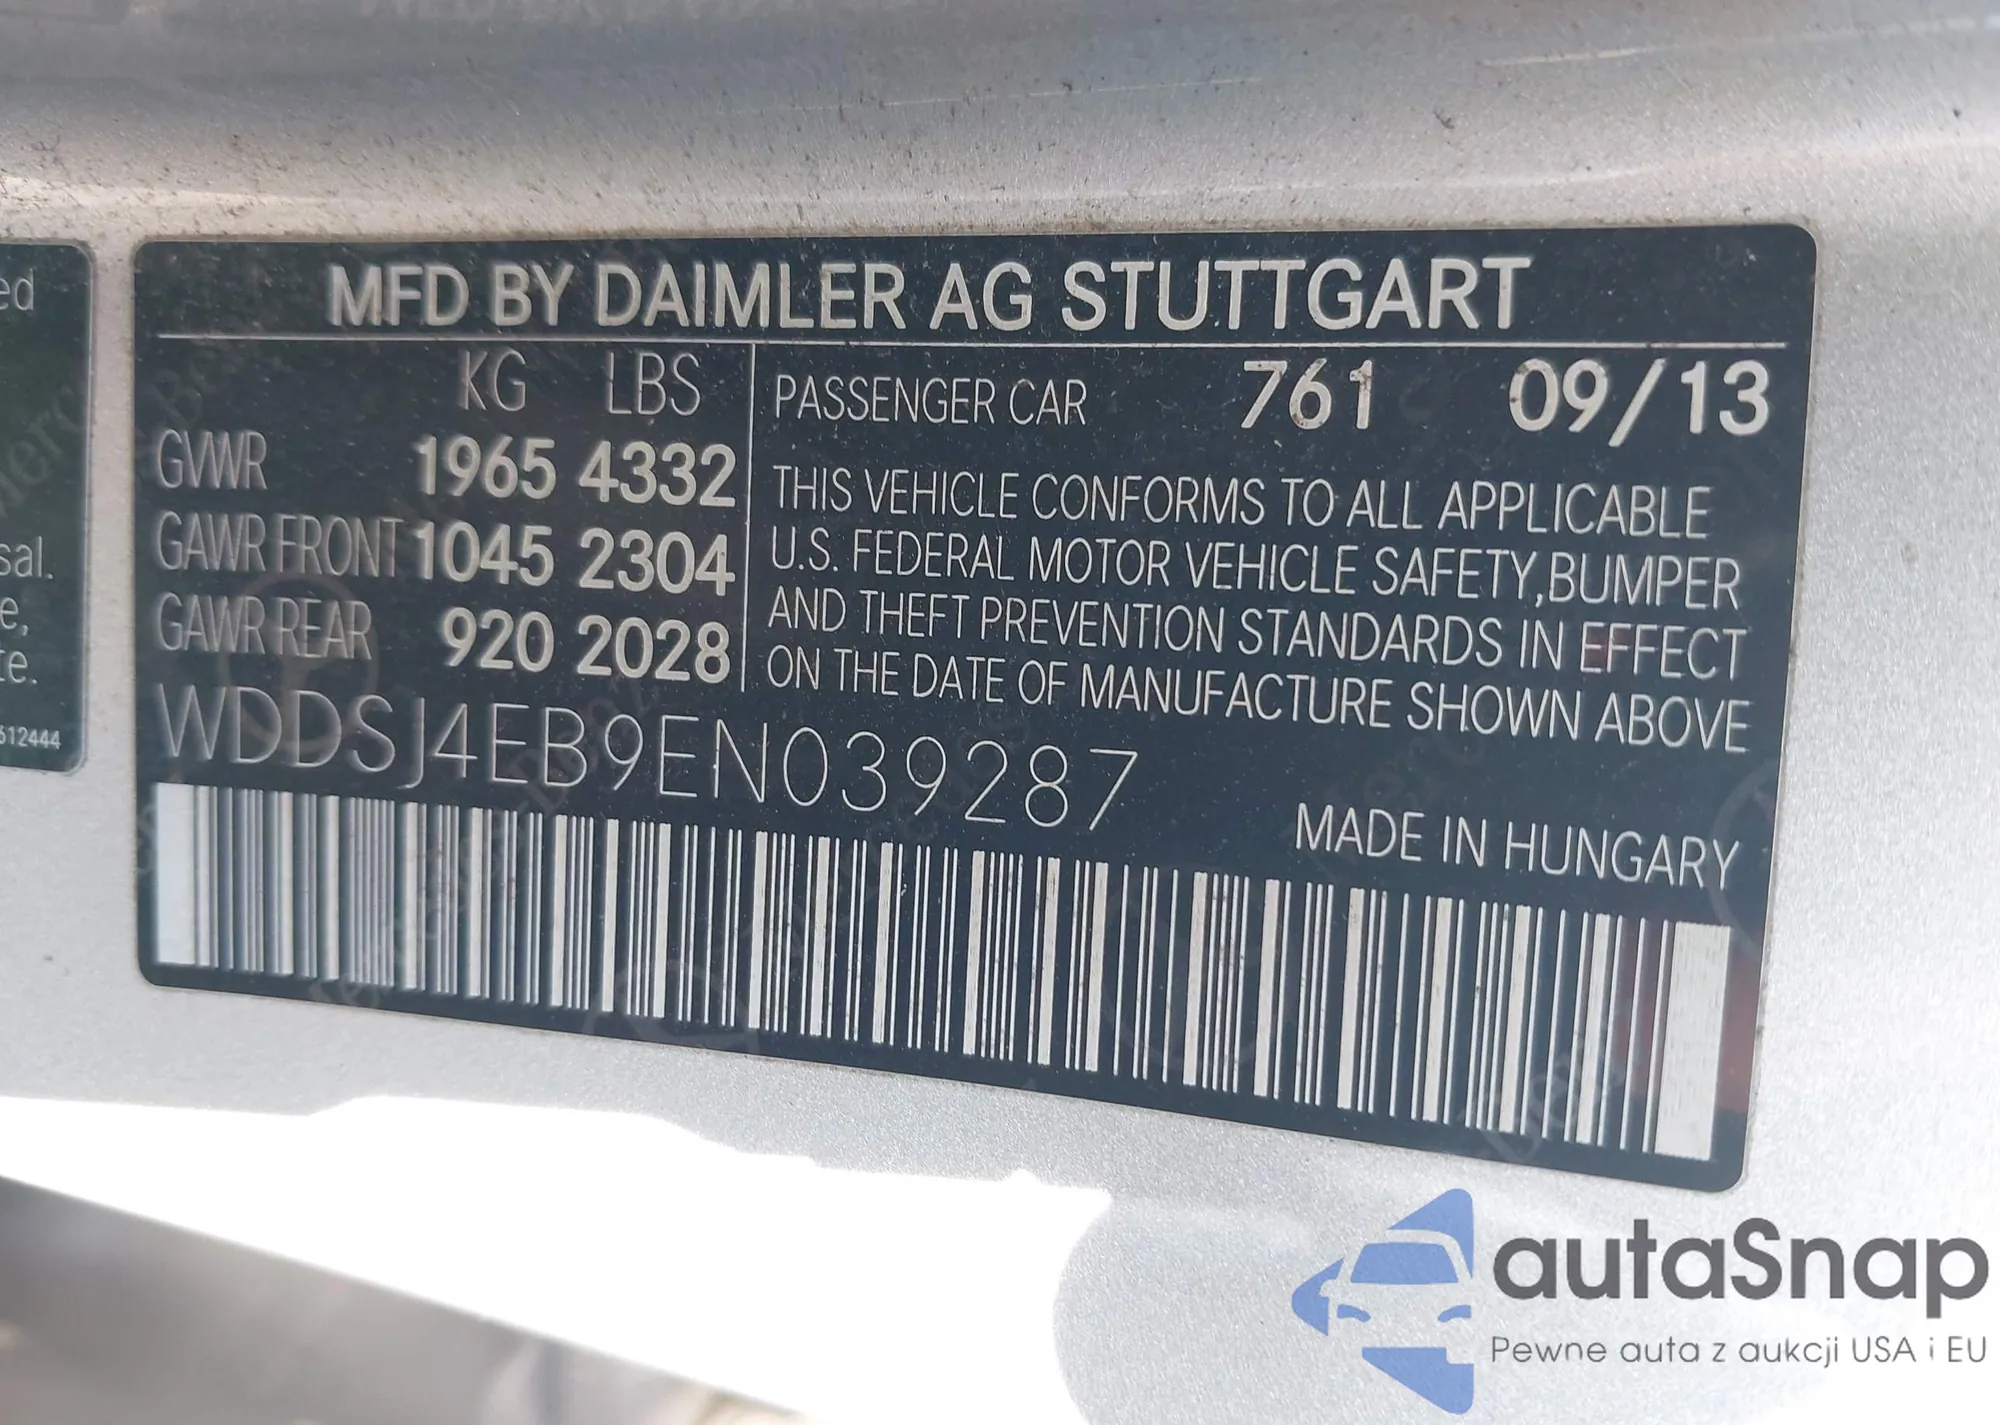 MFD BY DAIMLER AG STUTTGART
KG LBS
GVWR 1965 4332
GAWR FRONT 1045 2304
GAWR REAR 920 2028
PASSENGER CAR 761 09/13
THIS VEHICLE CONFORMS TO ALL APPLICABLE
U.S. FEDERAL MOTOR VEHICLE SAFETY, BUMPER
AND THEFT PREVENTION STANDARDS IN EFFECT
ON THE DATE OF MANUFACTURE SHOWN ABOVE
WDDSJ4EB9EN039287
MADE IN HUNGARY
612444
autaSnap
Pewne auta z aukcji USA i EU